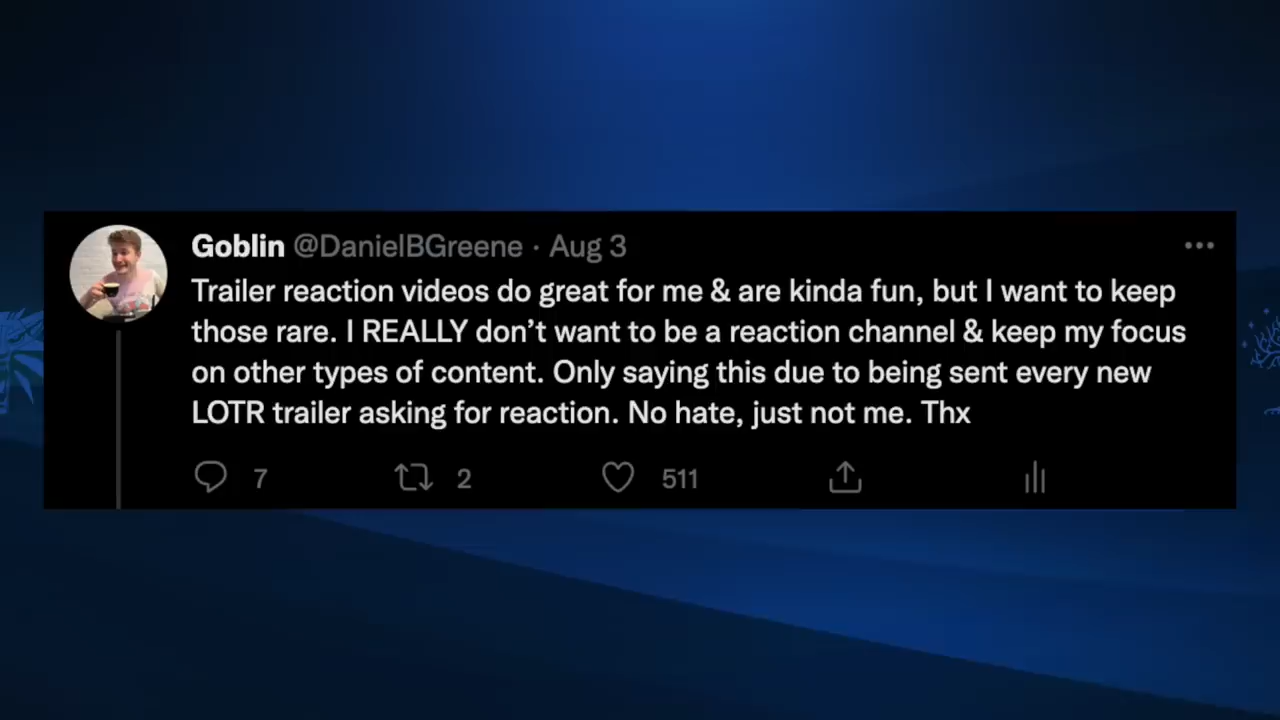 Goblin @DanielBGreene · Aug 3
Trailer reaction videos do great for me & are kinda fun, but I want to keep
those rare. I REALLY don’t want to be a reaction channel & keep my focus
on other types of content. Only saying this due to being sent every new
LOTR trailer asking for reaction. No hate, just not me. Thx
7 2 511